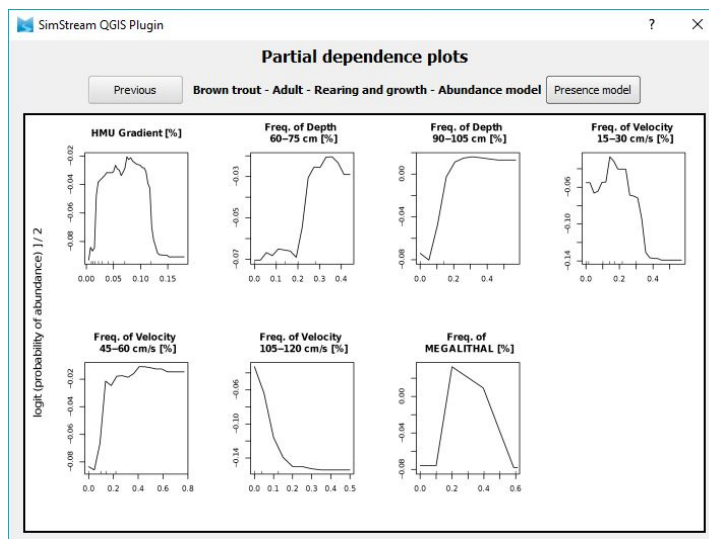 SimStream QGIS Plugin
?
Partial dependence plots
Previous
Brown trout - Adult - Rearing and growth - Abundance model
Presence model
logit (probability of abundance) ] / 2
HMU Gradient [%]
-0.02
-0.04
-0.06
-0.08
0.00 0.05 0.10 0.15
Freq. of Depth
60–75 cm [%]
-0.03
-0.05
-0.07
0.0 0.1 0.2 0.3 0.4
Freq. of Depth
90–105 cm [%]
0.00
-0.04
-0.08
0.0 0.2 0.4
Freq. of Velocity
15–30 cm/s [%]
-0.06
-0.10
-0.14
0.0 0.2 0.4
Freq. of Velocity
45–60 cm/s [%]
-0.02
-0.04
-0.06
-0.08
0.0 0.2 0.4 0.6 0.8
Freq. of Velocity
105–120 cm/s [%]
-0.06
-0.10
-0.14
0.0 0.1 0.2 0.3 0.4 0.5
Freq. of
MEGALITHAL [%]
0.00
-0.04
-0.08
0.0 0.2 0.4 0.6